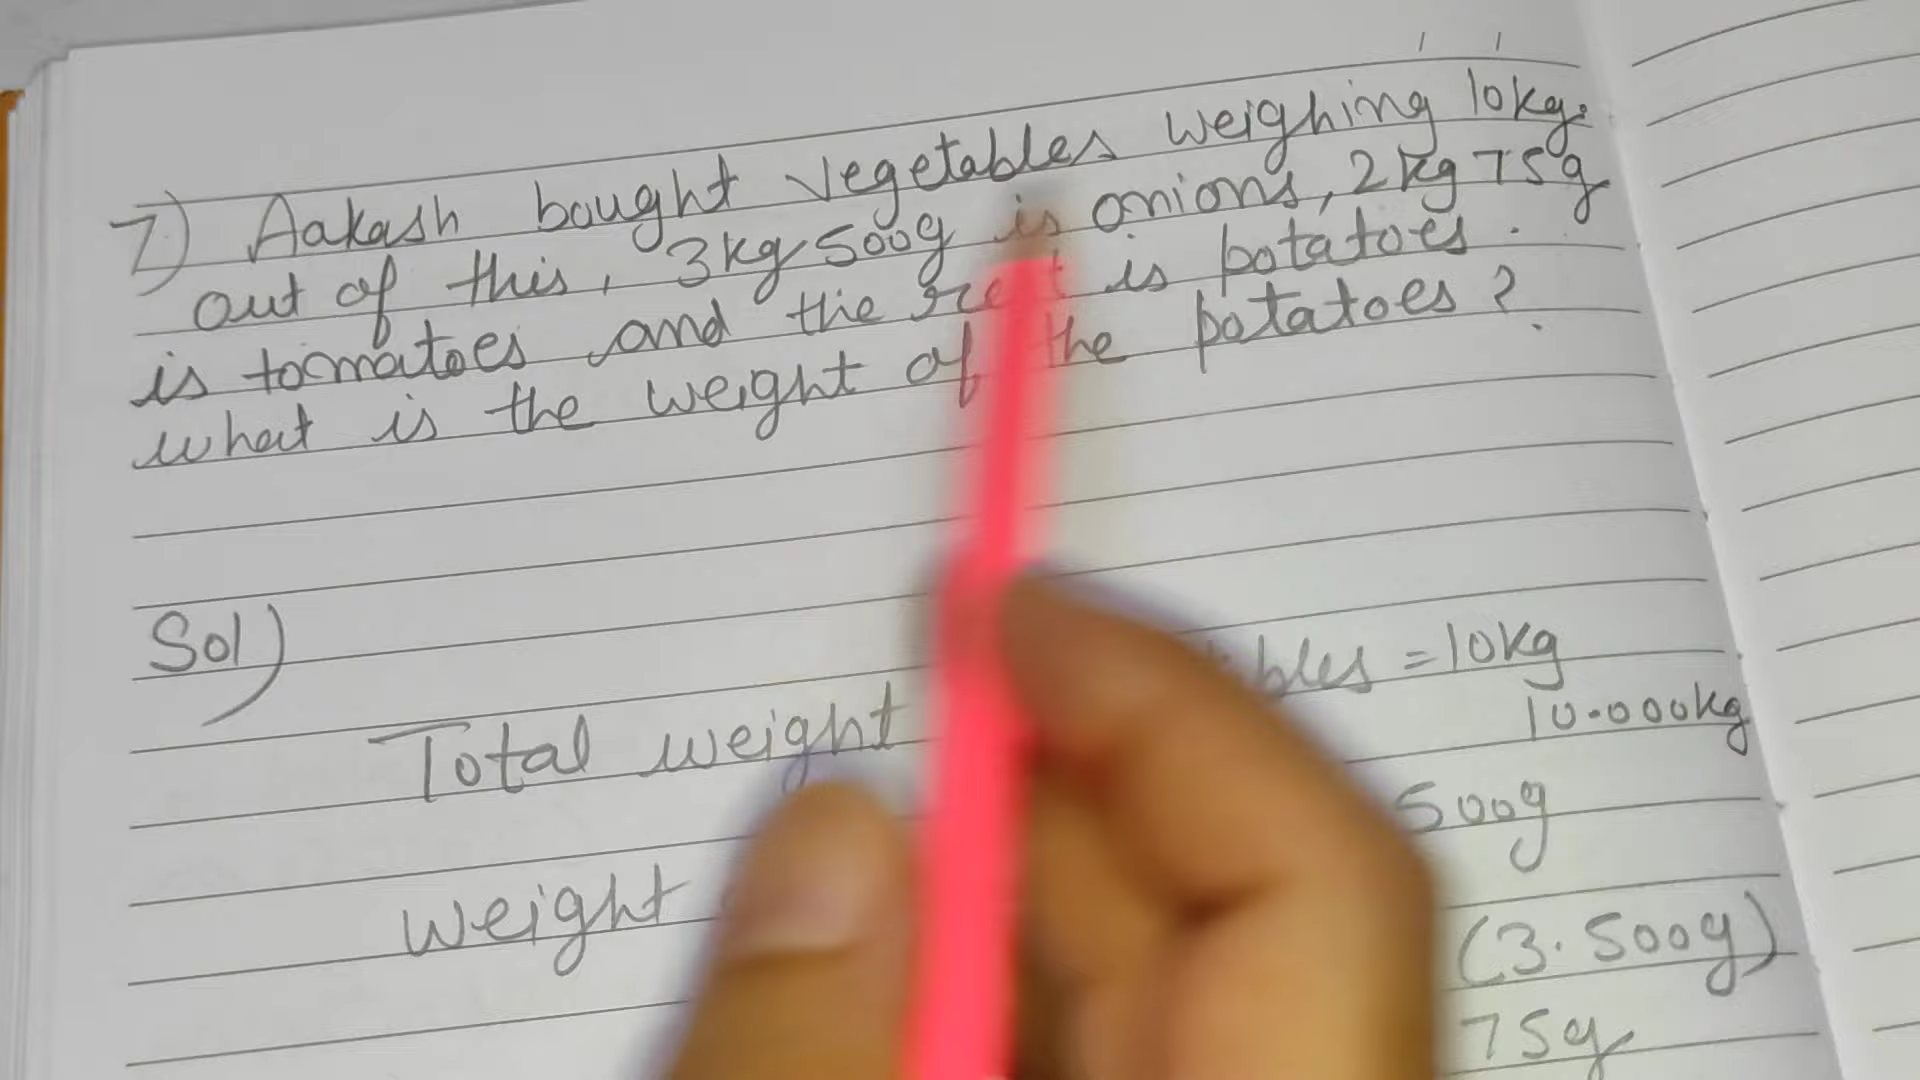 7) Aakash bought vegetables weighing 10kg.
out of this, 3kg 500g is onions, 2kg 75g
is tomatoes and the rest is potatoes.
what is the weight of the potatoes?
Sol)
Total weight = 10kg
10.000kg
weight 500g
(3.500g)
75g